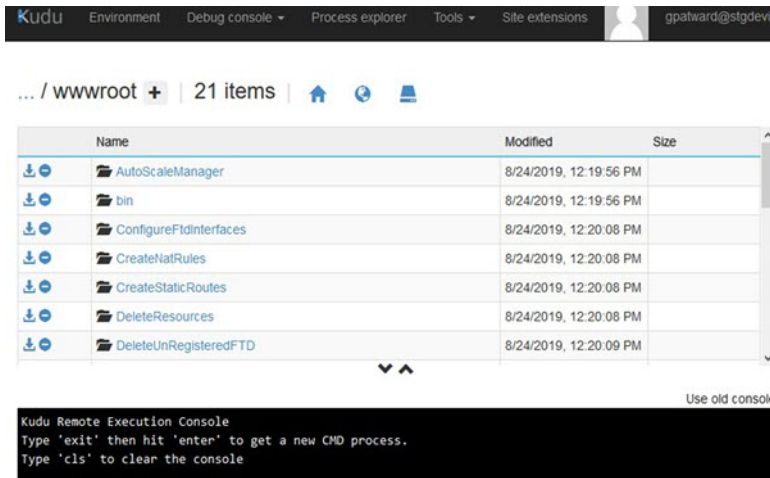 Kudu Environment Debug console Process explorer Tools Site extensions gpatward@stgdevi
... / wwwroot + 21 items
Name Modified Size
AutoScaleManager 8/24/2019, 12:19:56 PM
bin 8/24/2019, 12:19:56 PM
ConfigureFtdInterfaces 8/24/2019, 12:20:08 PM
CreateNatRules 8/24/2019, 12:20:08 PM
CreateStaticRoutes 8/24/2019, 12:20:08 PM
DeleteResources 8/24/2019, 12:20:08 PM
DeleteUnRegisteredFTD 8/24/2019, 12:20:09 PM
Use old console
Kudu Remote Execution Console
Type 'exit' then hit 'enter' to get a new CMD process.
Type 'cls' to clear the console